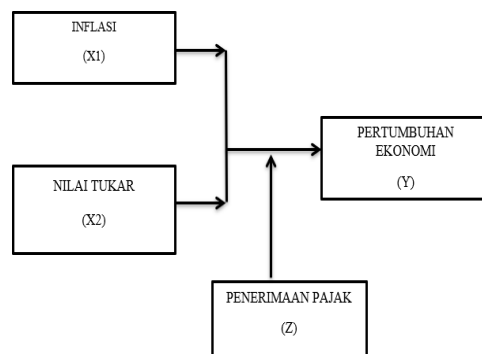 INFLASI
(X1)
NILAI TUKAR
(X2)
PERTUMBUHAN
EKONOMI
(Y)
PENERIMAAN PAJAK
(Z)